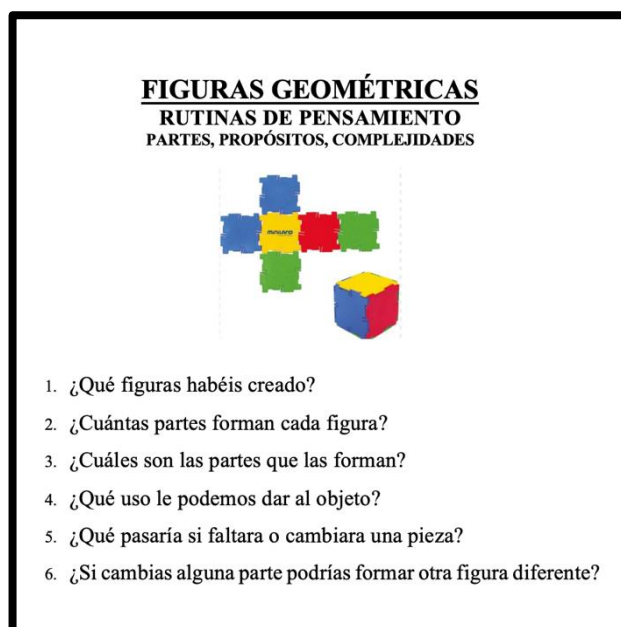 FIGURAS GEOMÉTRICAS
RUTINAS DE PENSAMIENTO
PARTES, PROPÓSITOS, COMPLEJIDADES
1. ¿Qué figuras habéis creado?
2. ¿Cuántas partes forman cada figura?
3. ¿Cuáles son las partes que las forman?
4. ¿Qué uso le podemos dar al objeto?
5. ¿Qué pasaría si faltara o cambiara una pieza?
6. ¿Si cambias alguna parte podrías formar otra figura diferente?